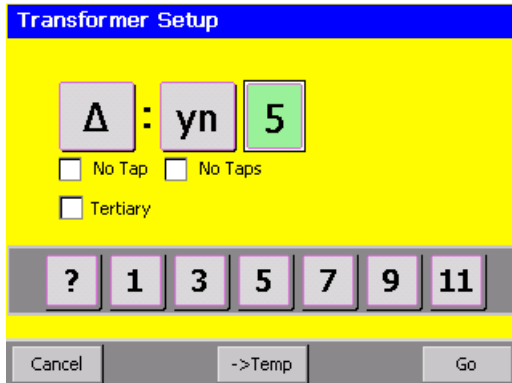 Transformer Setup
Δ : yn 5
No Tap No Taps
Tertiary
? 1 3 5 7 9 11
Cancel ->Temp Go